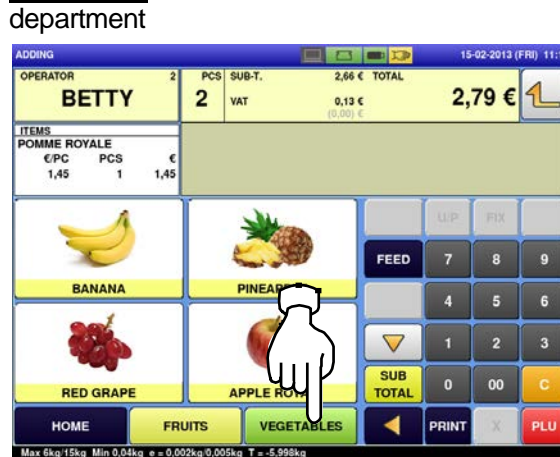 department
ADDING 15-02-2013 (FRI) 11:
OPERATOR 2 PCS SUB-T. 2,66 € TOTAL
BETTY 2 VAT 0,13 € 2,79 €
(0,00) €
ITEMS
POMME ROYALE
€/PC PCS €
1,45 1 1,45
U/P FIX
FEED 7 8 9
BANANA
4 5 6
1 2 3
SUB TOTAL 0 00 C
RED GRAPE APPLE
HOME FRUITS VEGETABLES PRINT X PLU
Max 6kg/15kg Min 0,04kg e = 0,002kg/0,005kg T = -5,998kg